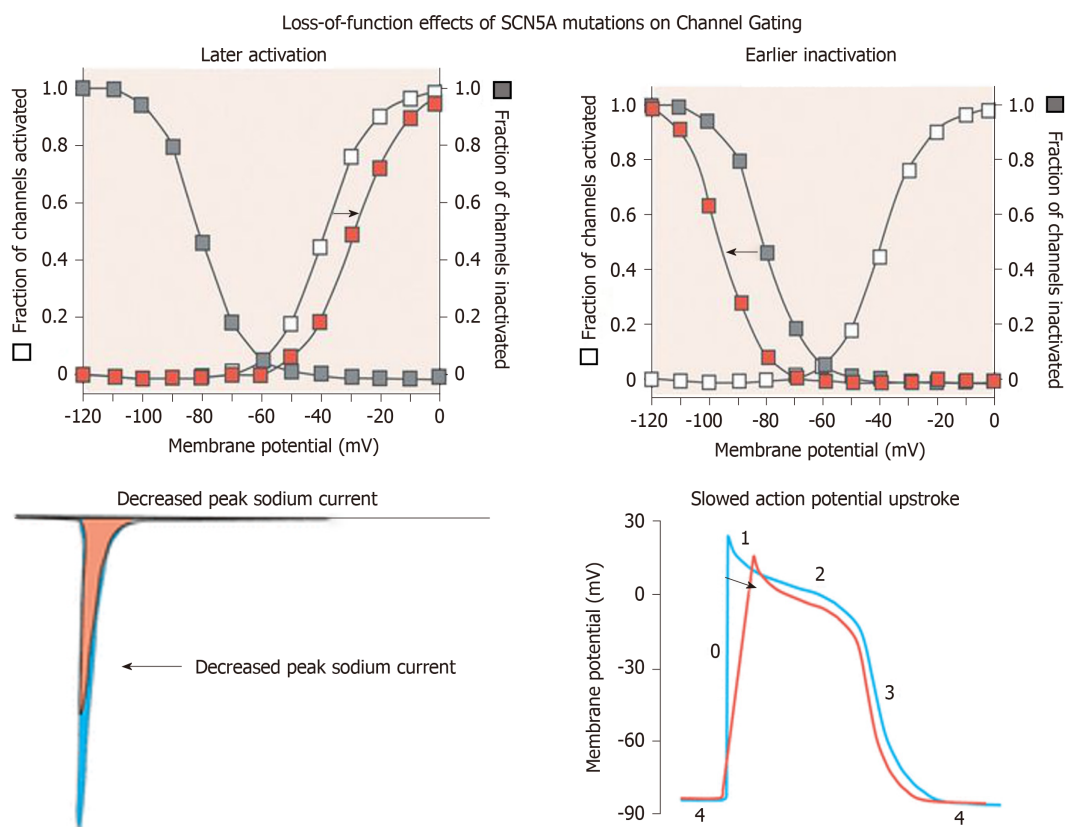 Loss-of-function effects of SCN5A mutations on Channel Gating
Later activation
Fraction of channels activated
1.0
0.8
0.6
0.4
0.2
0
1.0
0.8
0.6
0.4
0.2
0
Fraction of channels inactivated
-120 -100 -80 -60 -40 -20 0
Membrane potential (mV)
Earlier inactivation
Fraction of channels activated
1.0
0.8
0.6
0.4
0.2
0
1.0
0.8
0.6
0.4
0.2
0
Fraction of channels inactivated
-120 -100 -80 -60 -40 -20 0
Membrane potential (mV)
Decreased peak sodium current
Decreased peak sodium current
Slowed action potential upstroke
Membrane potential (mV)
30
0
-30
-60
-90
1
2
0
3
4
4